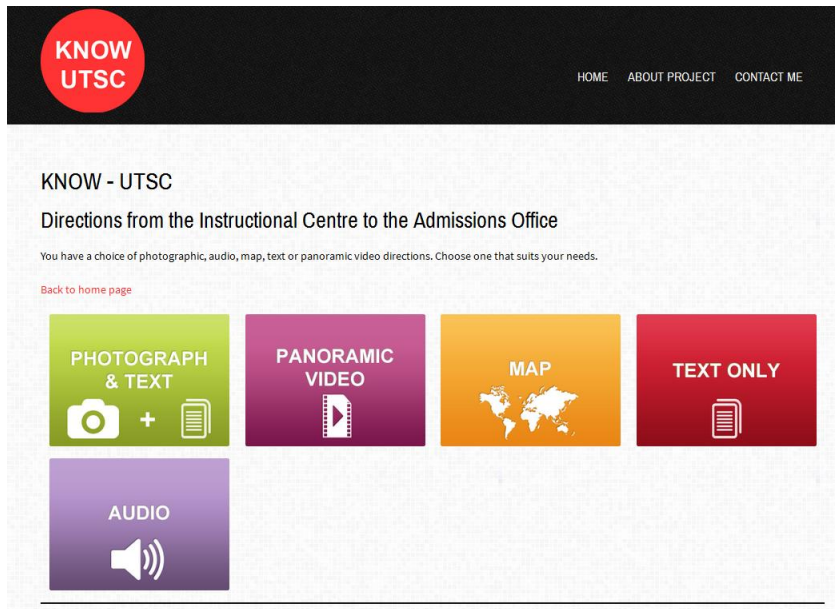 KNOW
UTSC
HOME ABOUT PROJECT CONTACT ME
KNOW - UTSC
Directions from the Instructional Centre to the Admissions Office
You have a choice of photographic, audio, map, text or panoramic video directions. Choose one that suits your needs.
Back to home page
PHOTOGRAPH
& TEXT
+
PANORAMIC
VIDEO
MAP
TEXT ONLY
AUDIO